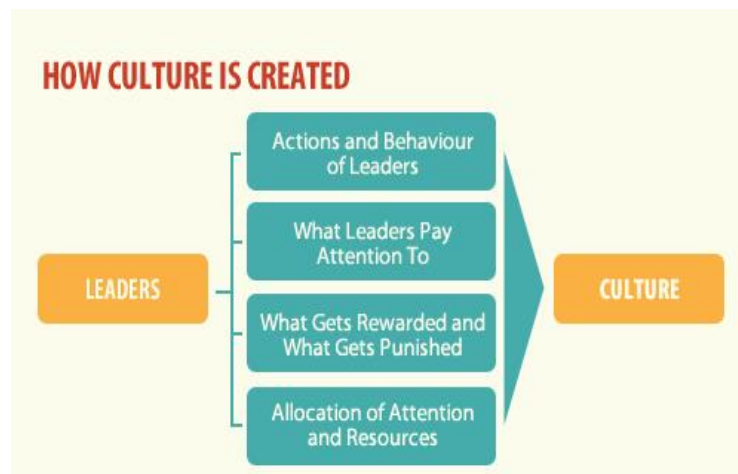 HOW CULTURE IS CREATED
LEADERS
Actions and Behaviour
of Leaders
What Leaders Pay
Attention To
What Gets Rewarded and
What Gets Punished
Allocation of Attention
and Resources
CULTURE